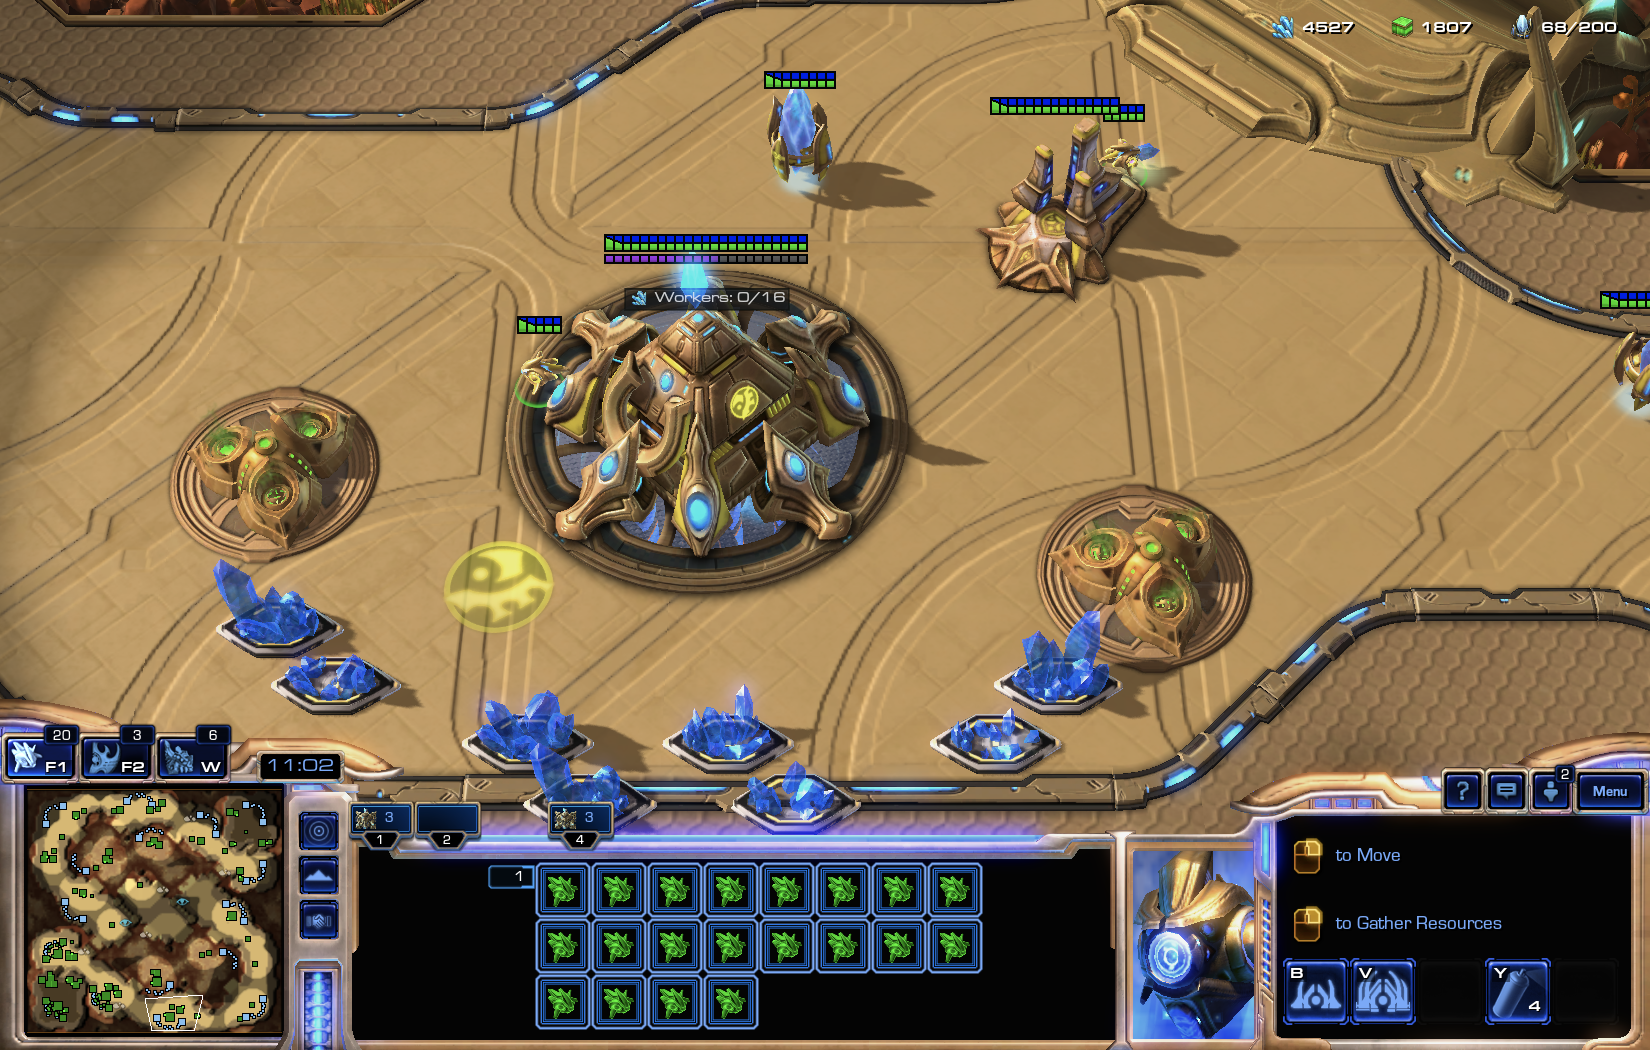 4527 1807 68/200
Workers: 0/16
20 3 6
F1 F2 W
11:02
2
? Menu
3 3
1 2 4
1
to Move
to Gather Resources
B V Y
4